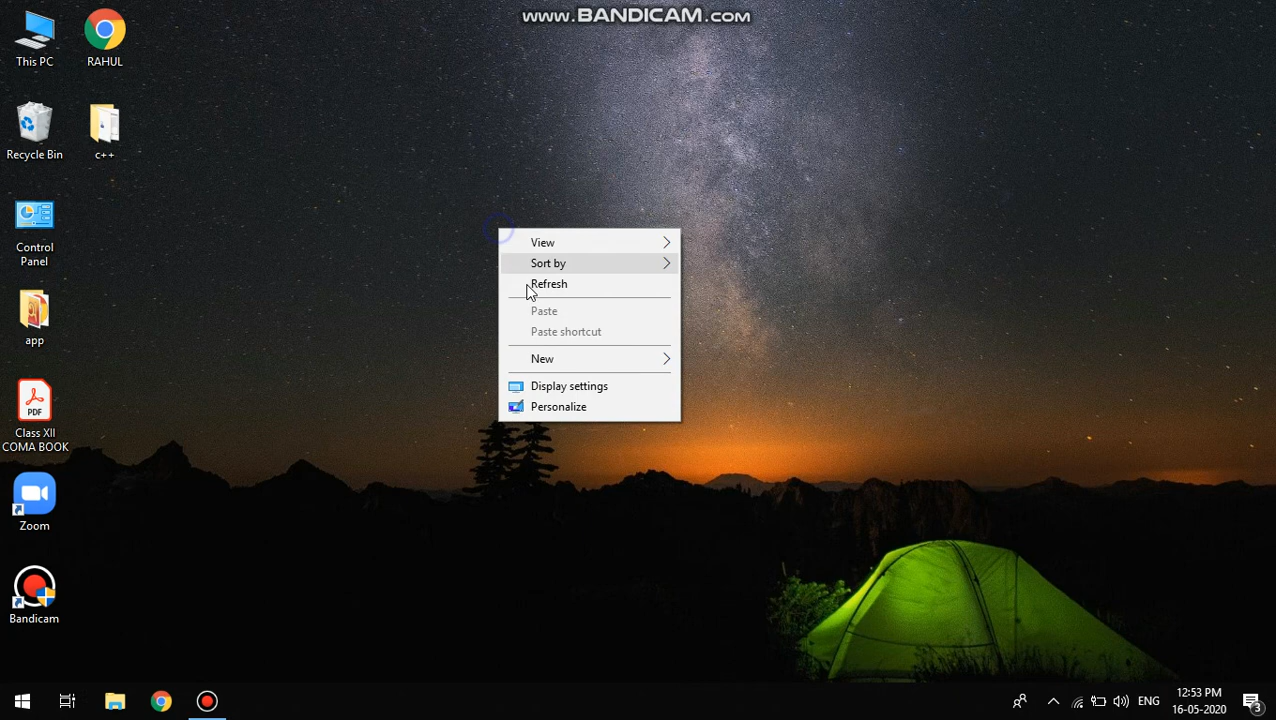 www.BANDICAM.com
This PC
RAHUL
Recycle Bin
c++
Control
Panel
app
PDF
Class XII
COMA BOOK
Zoom
Bandicam
View
Sort by
Refresh
Paste
Paste shortcut
New
Display settings
Personalize
ENG
12:53 PM
16-05-2020
3